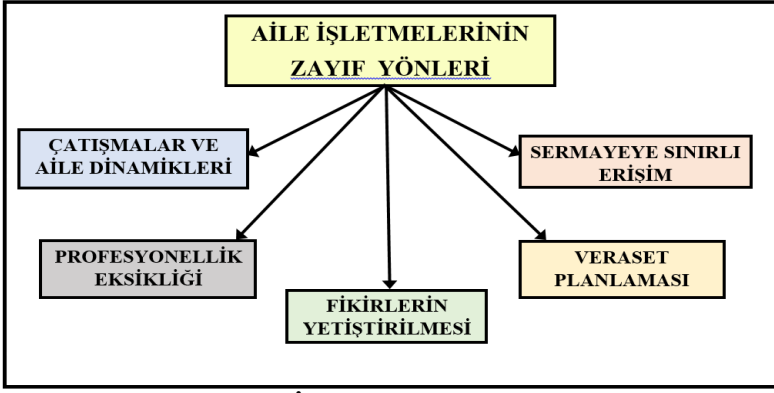 AİLE İŞLETMELERİNİN
ZAYIF YÖNLERİ
ÇATIŞMALAR VE
AİLE DİNAMİKLERİ
SERMAYEYE SINIRLI
ERİŞİM
PROFESYONELLİK
EKSİKLİĞİ
VERASET
PLANLAMASI
FİKİRLERİN
YETİŞTİRİLMESİ